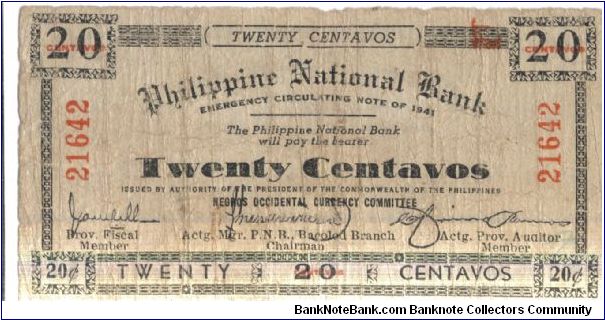 20 CENTAVOS
( TWENTY CENTAVOS )
20 CENTAVOS
Philippine National Bank
EMERGENCY CIRCULATING NOTE OF 1941
The Philippine National Bank
will pay the bearer
21642
21642
Twenty Centavos
ISSUED BY AUTHORITY OF THE PRESIDENT OF THE COMMONWEALTH OF THE PHILIPPINES
NEGROS OCCIDENTAL CURRENCY COMMITTEE
Prov. Fiscal
Member
Actg. Mgr. P.N.B., Bacolod Branch
Chairman
Actg. Prov. Auditor
Member
20¢ TWENTY 20 CENTAVOS 20¢
BankNoteBank.com Banknote Collectors Community